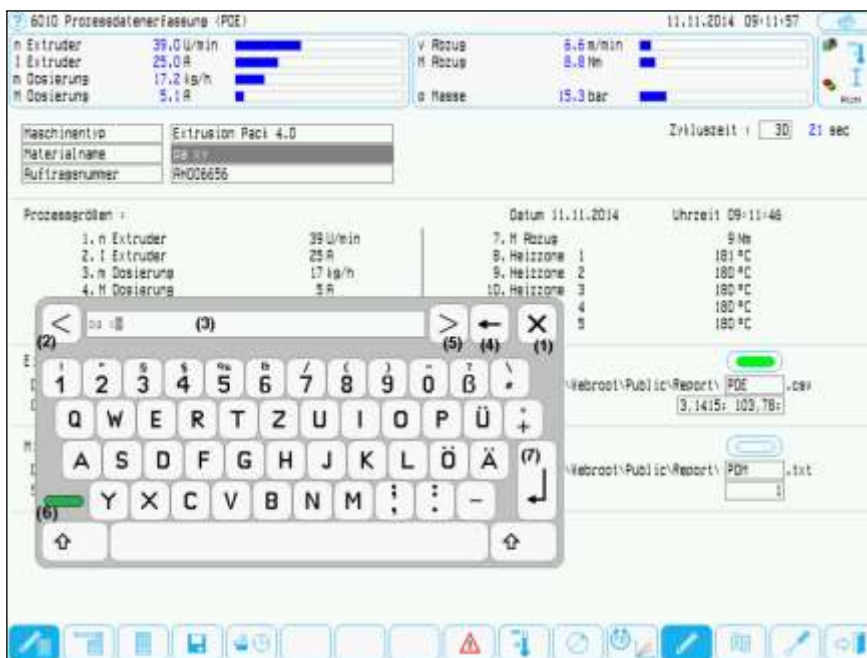 ? 6010 Prozessdatenerfassung (PDE) 11.11.2014 09:11:57
n Extruder 39.0 U/min v Abzug 6.6 m/min
I Extruder 25.0 A M Abzug 8.8 Nm
m Dosierung 17.2 kg/h
M Dosierung 5.1 A p Masse 15.3 bar
Maschinentyp Extrusion Pack 4.0 Zykluszeit : 30 21 sec
Materialname
Auftragsnummer AM006656
Prozessgrößen : Datum 11.11.2014 Uhrzeit 09:11:46
1. n Extruder 39 U/min 7. M Abzug 9 Nm
2. I Extruder 25 A 8. Heizzone 1 181 °C
3. m Dosierung 17 kg/h 9. Heizzone 2 180 °C
4. M Dosierung 5 A 10. Heizzone 3 180 °C
4 180 °C
5 180 °C
< (3) > ← X
(2) (5) (4) (1)
! " § $ % & / ( ) = ? \
1 2 3 4 5 6 7 8 9 0 ß #
Q W E R T Z U I O P Ü * +
A S D F G H J K L Ö Ä (7)
(6) Y X C V B N M ; , : . -
\Webroot\Public\Report\ PDE .csv
3,1415; 103,78;
\Webroot\Public\Report\ PDM .txt
1